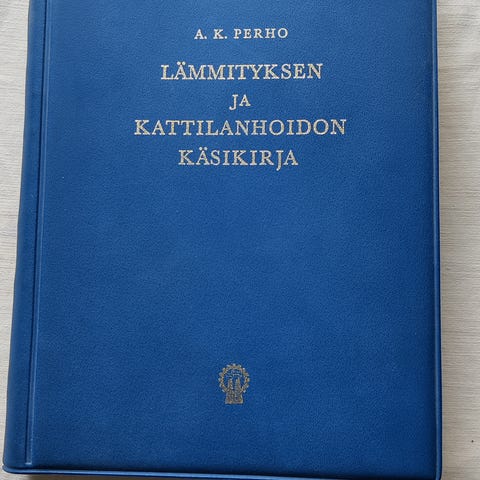 A. K. PERHO
LÄMMITYKSEN
JA
KATTILANHOIDON
KÄSIKIRJA